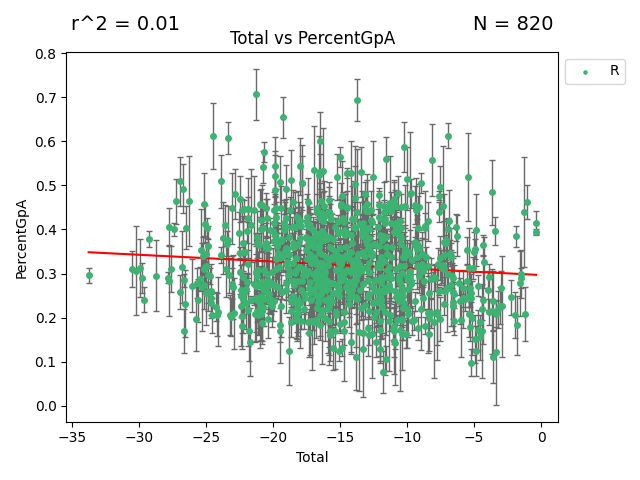 r^2 = 0.01
N = 820
Total vs PercentGpA
R
0.8
0.7
0.6
0.5
0.4
0.3
0.2
0.1
0.0
PercentGpA
−35
−30
−25
−20
−15
−10
−5
0
Total